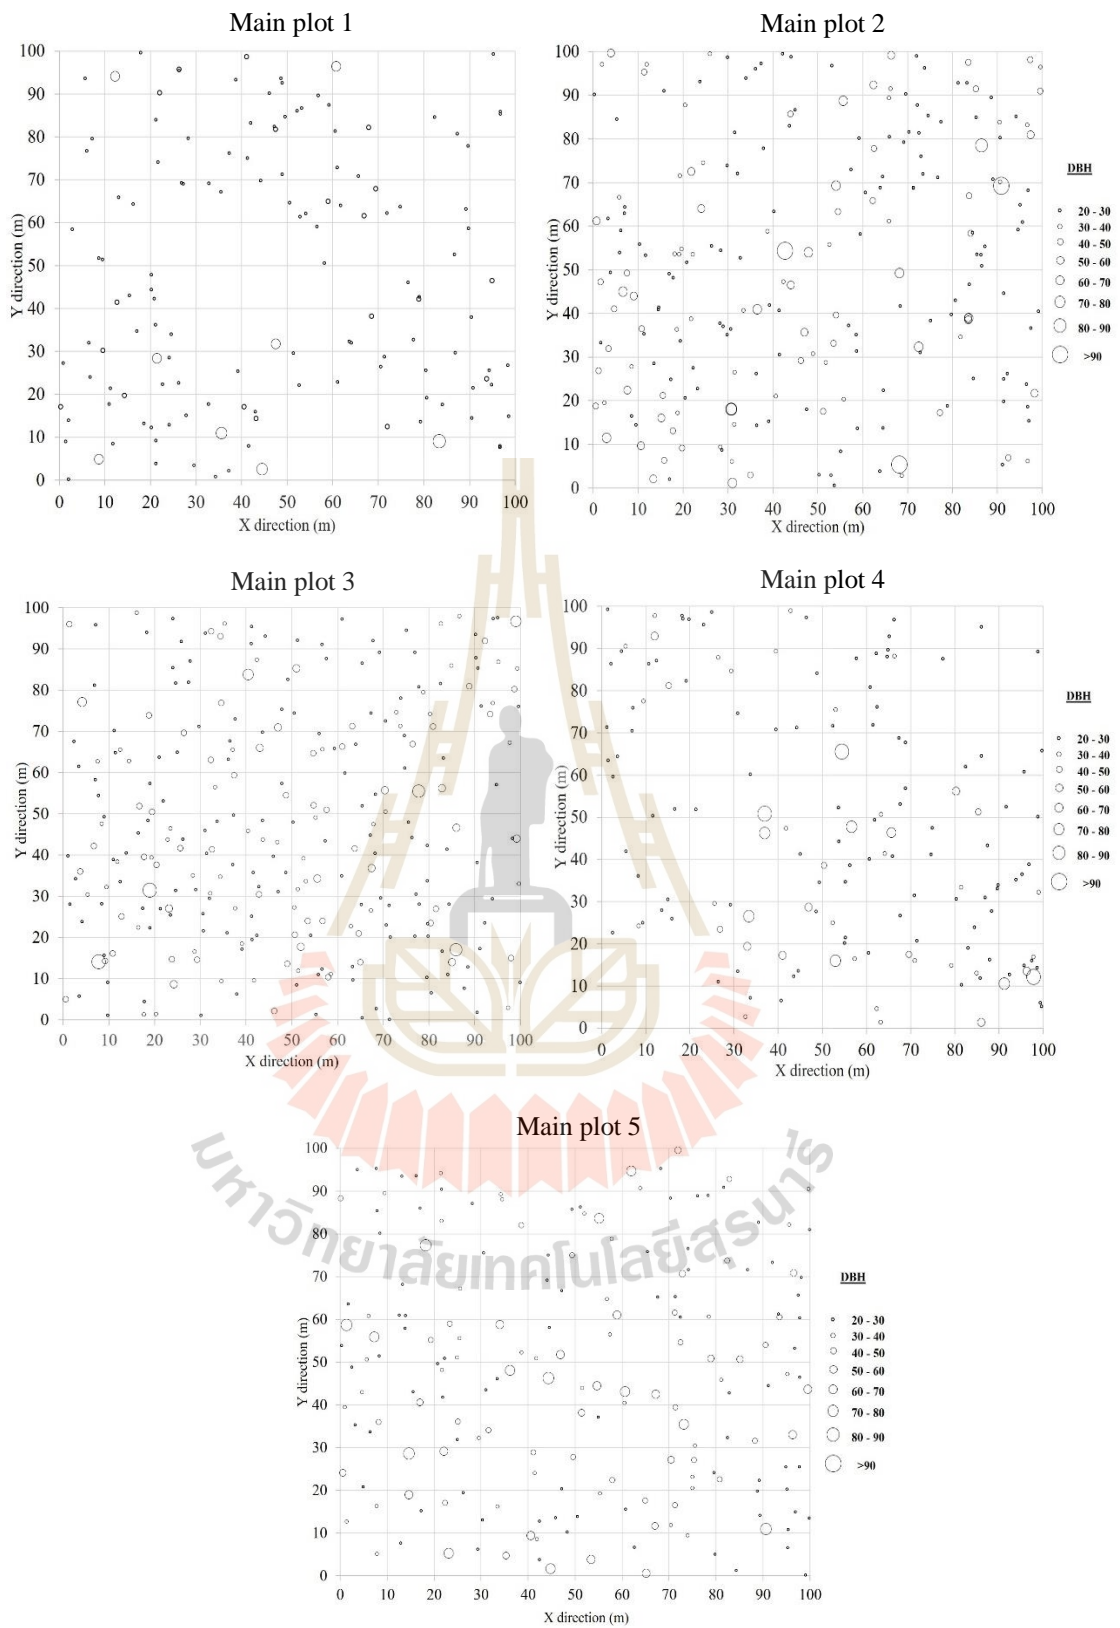 Main plot 1
100
90
80
70
60
50
40
30
20
10
0
Y direction (m)
0 10 20 30 40 50 60 70 80 90 100
X direction (m)
Main plot 2
100
90
80
70
60
50
40
30
20
10
0
Y direction (m)
0 10 20 30 40 50 60 70 80 90 100
X direction (m)
DBH
20 - 30
30 - 40
40 - 50
50 - 60
60 - 70
70 - 80
80 - 90
>90
Main plot 3
100
90
80
70
60
50
40
30
20
10
0
Y direction (m)
0 10 20 30 40 50 60 70 80 90 100
X direction (m)
Main plot 4
100
90
80
70
60
50
40
30
20
10
0
Y direction (m)
0 10 20 30 40 50 60 70 80 90 100
X direction (m)
DBH
20 - 30
30 - 40
40 - 50
50 - 60
60 - 70
70 - 80
80 - 90
>90
Main plot 5
100
90
80
70
60
50
40
30
20
10
0
Y direction (m)
0 10 20 30 40 50 60 70 80 90 100
X direction (m)
DBH
20 - 30
30 - 40
40 - 50
50 - 60
60 - 70
70 - 80
80 - 90
>90
มหาวิทยาลัยเทคโนโลยีสุรนารี